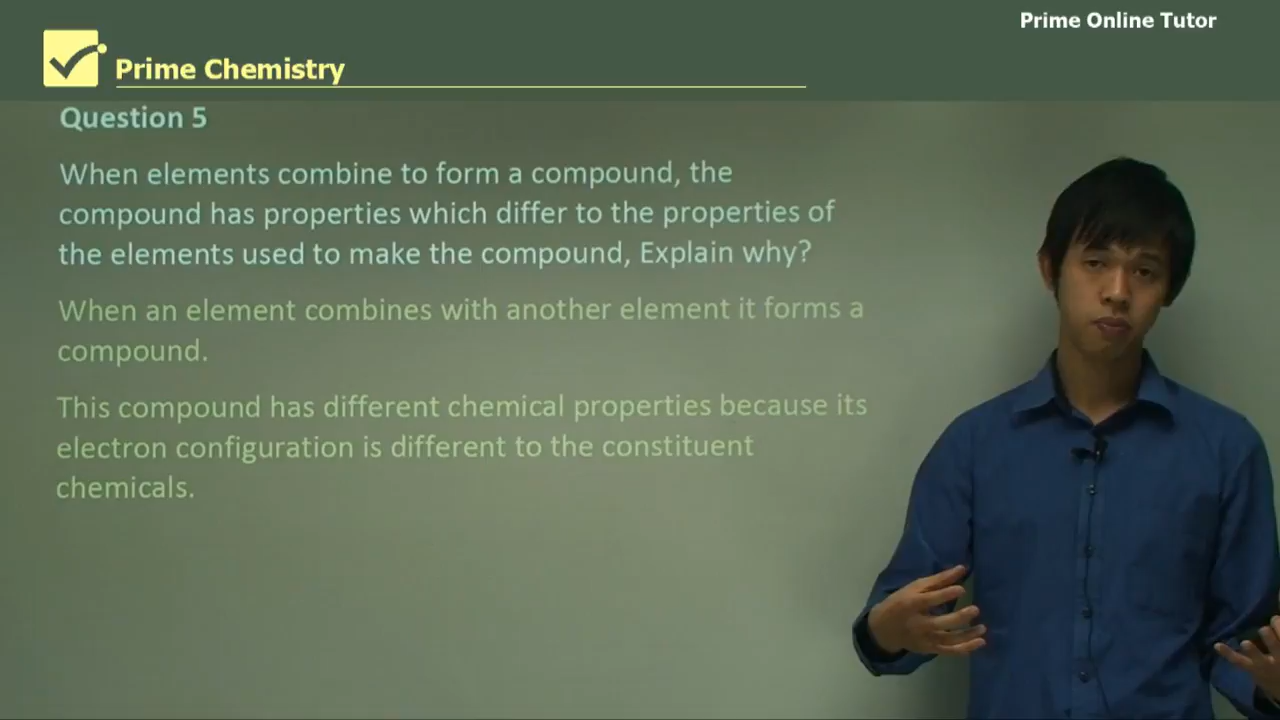 Prime Online Tutor
Prime Chemistry
Question 5
When elements combine to form a compound, the
compound has properties which differ to the properties of
the elements used to make the compound, Explain why?
When an element combines with another element it forms a
compound.
This compound has different chemical properties because its
electron configuration is different to the constituent
chemicals.